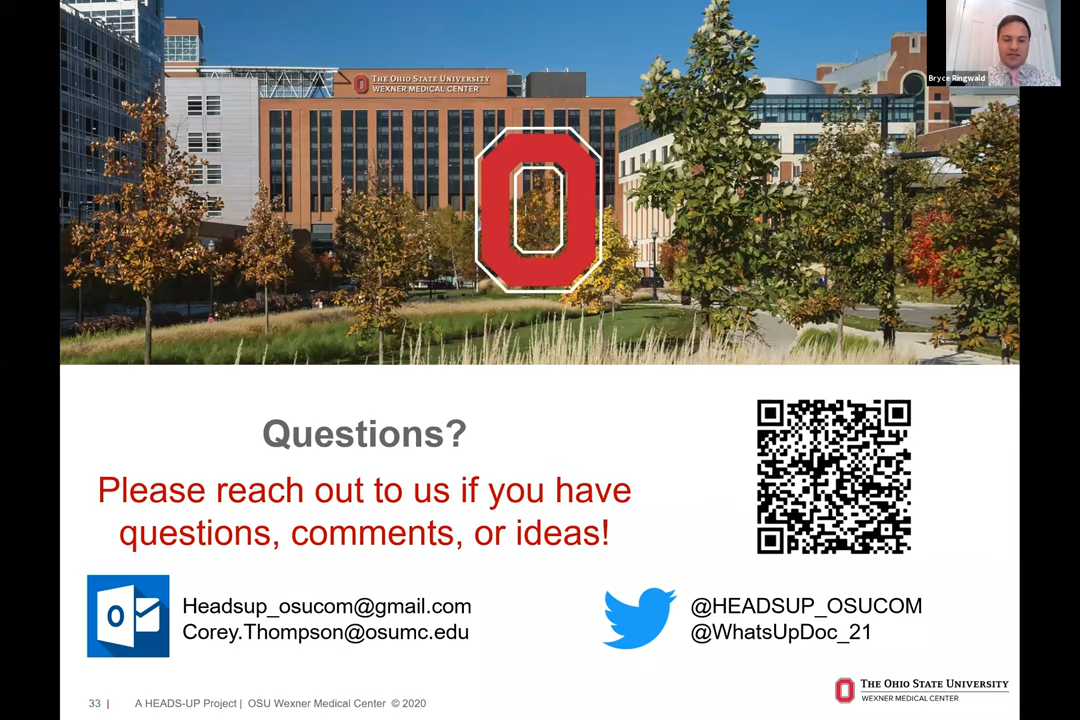 THE OHIO STATE UNIVERSITY
WEXNER MEDICAL CENTER
Bryce Ringwald
Questions?
Please reach out to us if you have
questions, comments, or ideas!
Headsup_osucom@gmail.com
Corey.Thompson@osumc.edu
@HEADSUP_OSUCOM
@WhatsUpDoc_21
33 | A HEADS-UP Project | OSU Wexner Medical Center © 2020
THE OHIO STATE UNIVERSITY
WEXNER MEDICAL CENTER